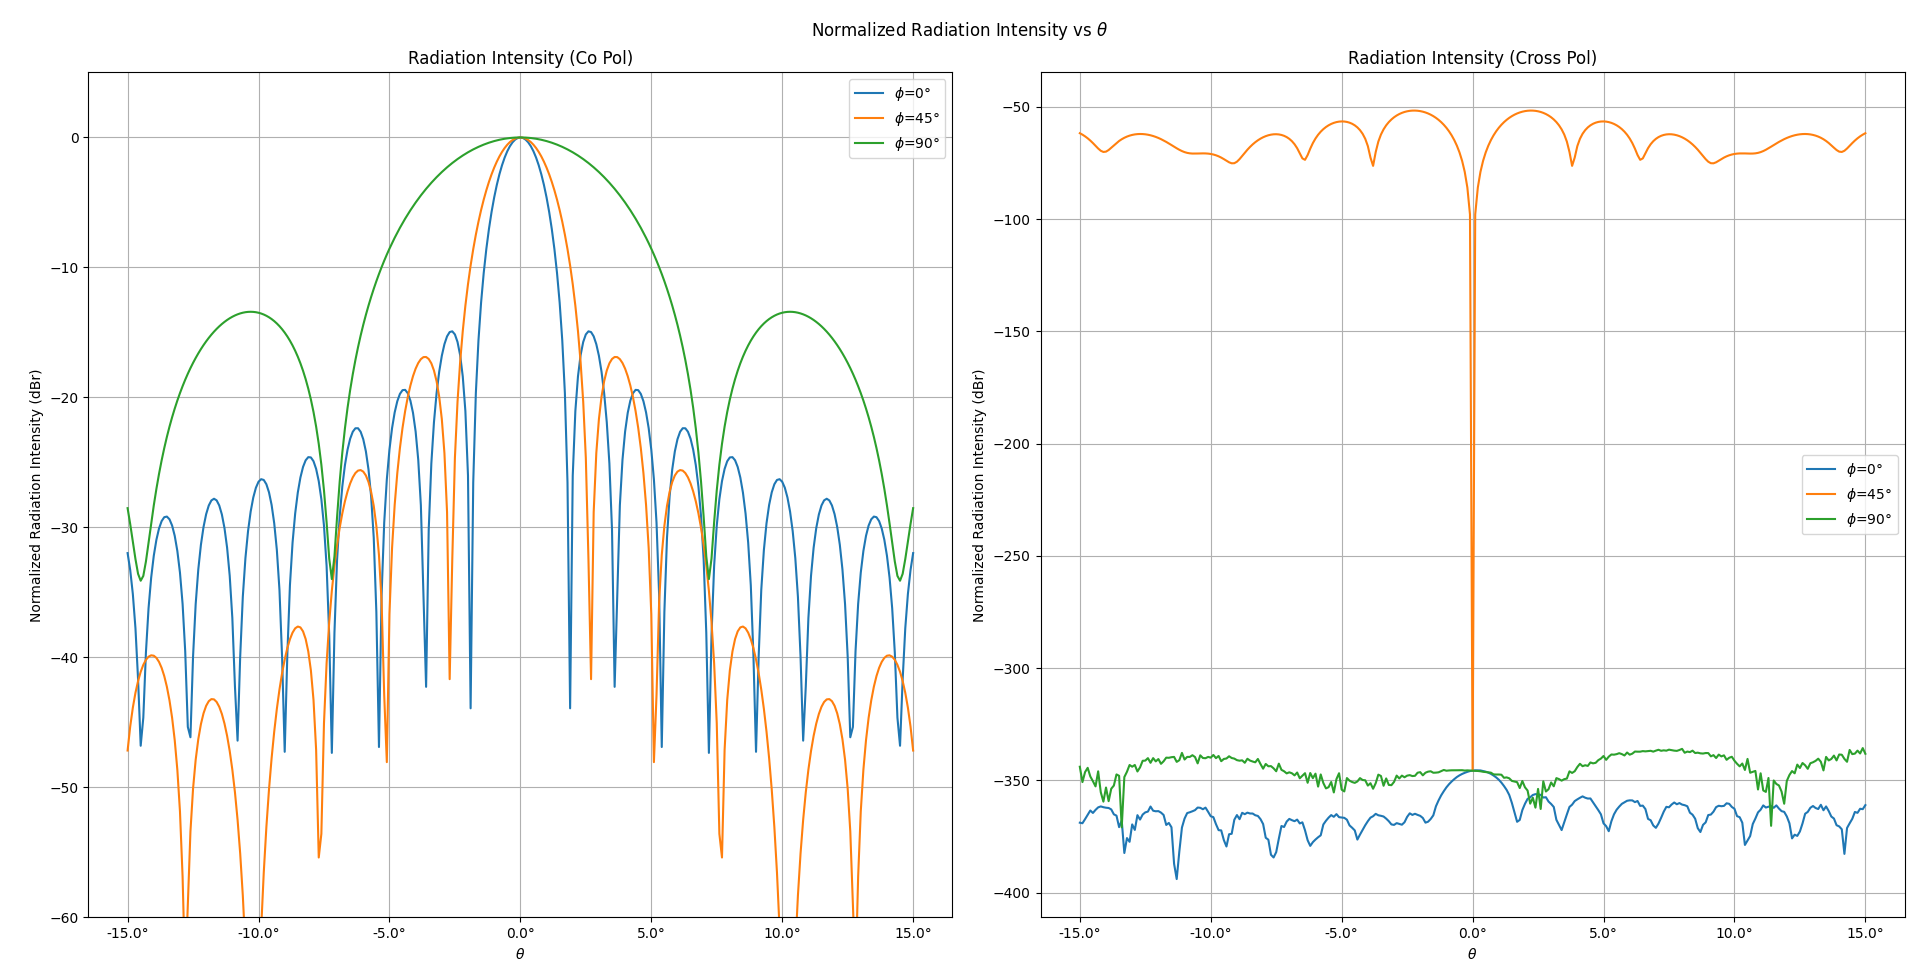 Normalized Radiation Intensity vs θ
Radiation Intensity (Co Pol)
Normalized Radiation Intensity (dBr)
0
−10
−20
−30
−40
−50
−60
-15.0°
-10.0°
-5.0°
0.0°
5.0°
10.0°
15.0°
θ
ϕ=0°
ϕ=45°
ϕ=90°
Radiation Intensity (Cross Pol)
Normalized Radiation Intensity (dBr)
−50
−100
−150
−200
−250
−300
−350
−400
-15.0°
-10.0°
-5.0°
0.0°
5.0°
10.0°
15.0°
θ
ϕ=0°
ϕ=45°
ϕ=90°